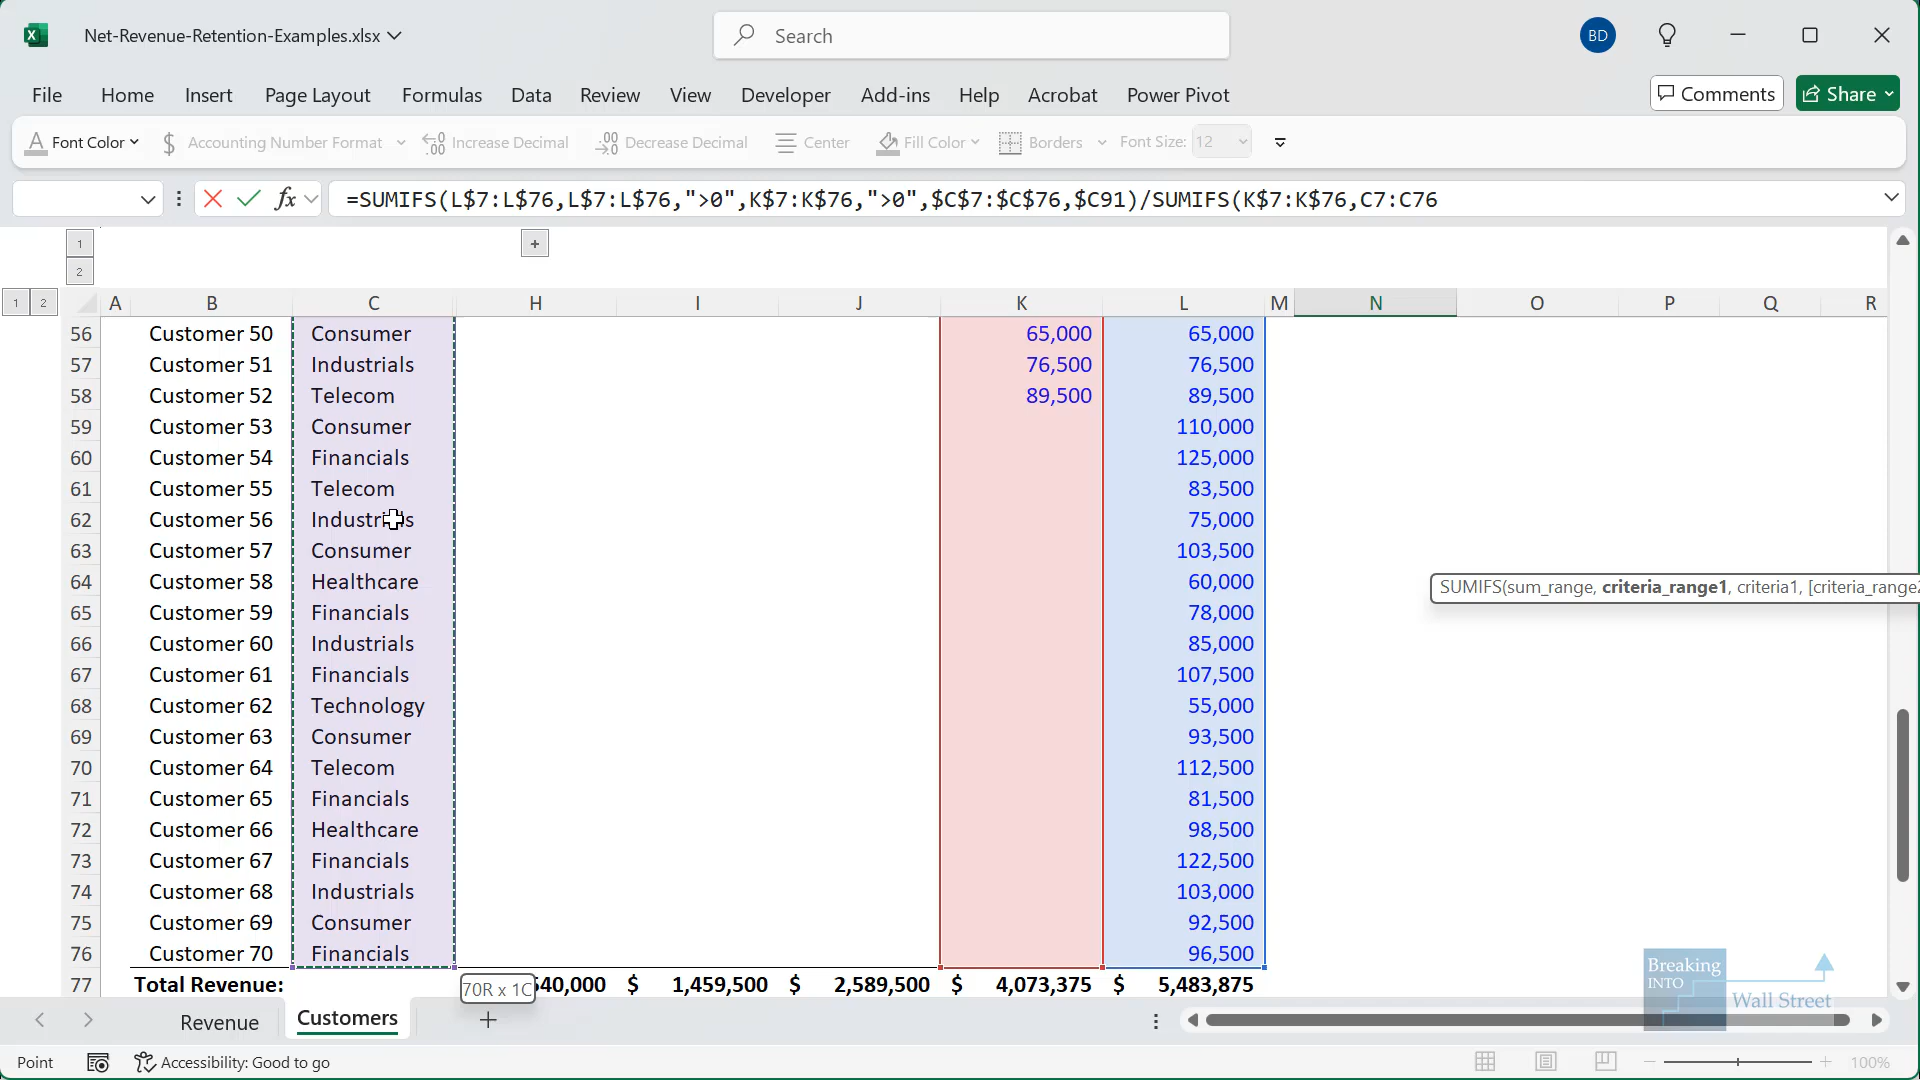 Net-Revenue-Retention-Examples.xlsx
Search
BD
File Home Insert Page Layout Formulas Data Review View Developer Add-ins Help Acrobat Power Pivot
Comments Share
Font Color $ Accounting Number Format Increase Decimal Decrease Decimal Center Fill Color Borders Font Size: 12
fx =SUMIFS(L$7:L$76,L$7:L$76,">0",K$7:K$76,">0",$C$7:$C$76,$C91)/SUMIFS(K$7:K$76,C7:C76
1
+
2
1 2 A B C H I J K L M N O P Q R
56 Customer 50 Consumer 65,000 65,000
57 Customer 51 Industrials 76,500 76,500
58 Customer 52 Telecom 89,500 89,500
59 Customer 53 Consumer 110,000
60 Customer 54 Financials 125,000
61 Customer 55 Telecom 83,500
62 Customer 56 Industrials 75,000
63 Customer 57 Consumer 103,500
64 Customer 58 Healthcare 60,000
SUMIFS(sum_range, criteria_range1, criteria1, [criteria_range2
65 Customer 59 Financials 78,000
66 Customer 60 Industrials 85,000
67 Customer 61 Financials 107,500
68 Customer 62 Technology 55,000
69 Customer 63 Consumer 93,500
70 Customer 64 Telecom 112,500
71 Customer 65 Financials 81,500
72 Customer 66 Healthcare 98,500
73 Customer 67 Financials 122,500
74 Customer 68 Industrials 103,000
75 Customer 69 Consumer 92,500
76 Customer 70 Financials 96,500
77 Total Revenue: 40,000 $ 1,459,500 $ 2,589,500 $ 4,073,375 $ 5,483,875
70R x 1C
Breaking
INTO
Wall Street
Revenue Customers +
Point Accessibility: Good to go 100%